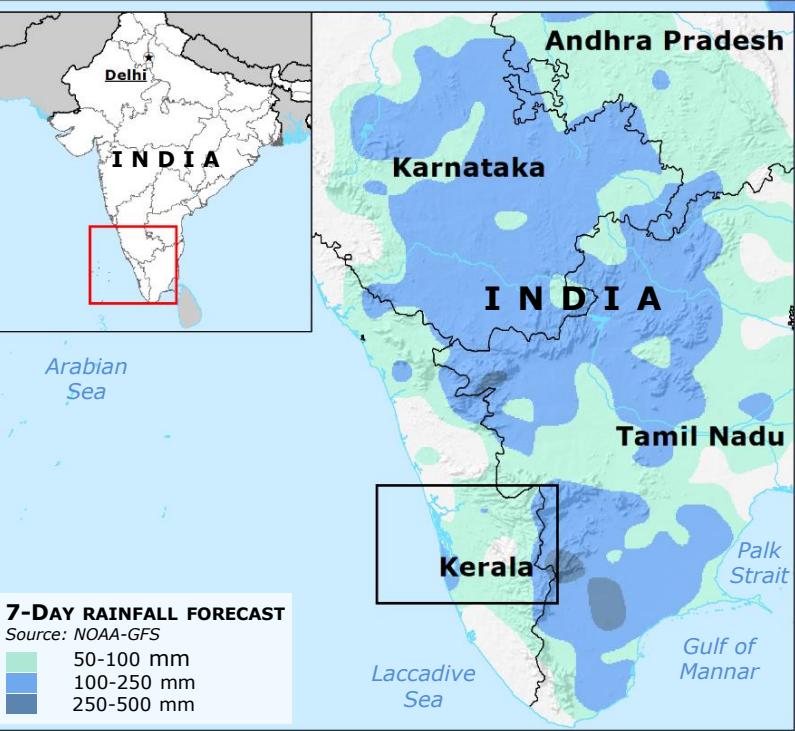 Delhi
I N D I A
Andhra Pradesh
Karnataka
I N D I A
Arabian
Sea
Tamil Nadu
Kerala
Palk
Strait
Gulf of
Mannar
Laccadive
Sea
7-DAY RAINFALL FORECAST
Source: NOAA-GFS
50-100 mm
100-250 mm
250-500 mm